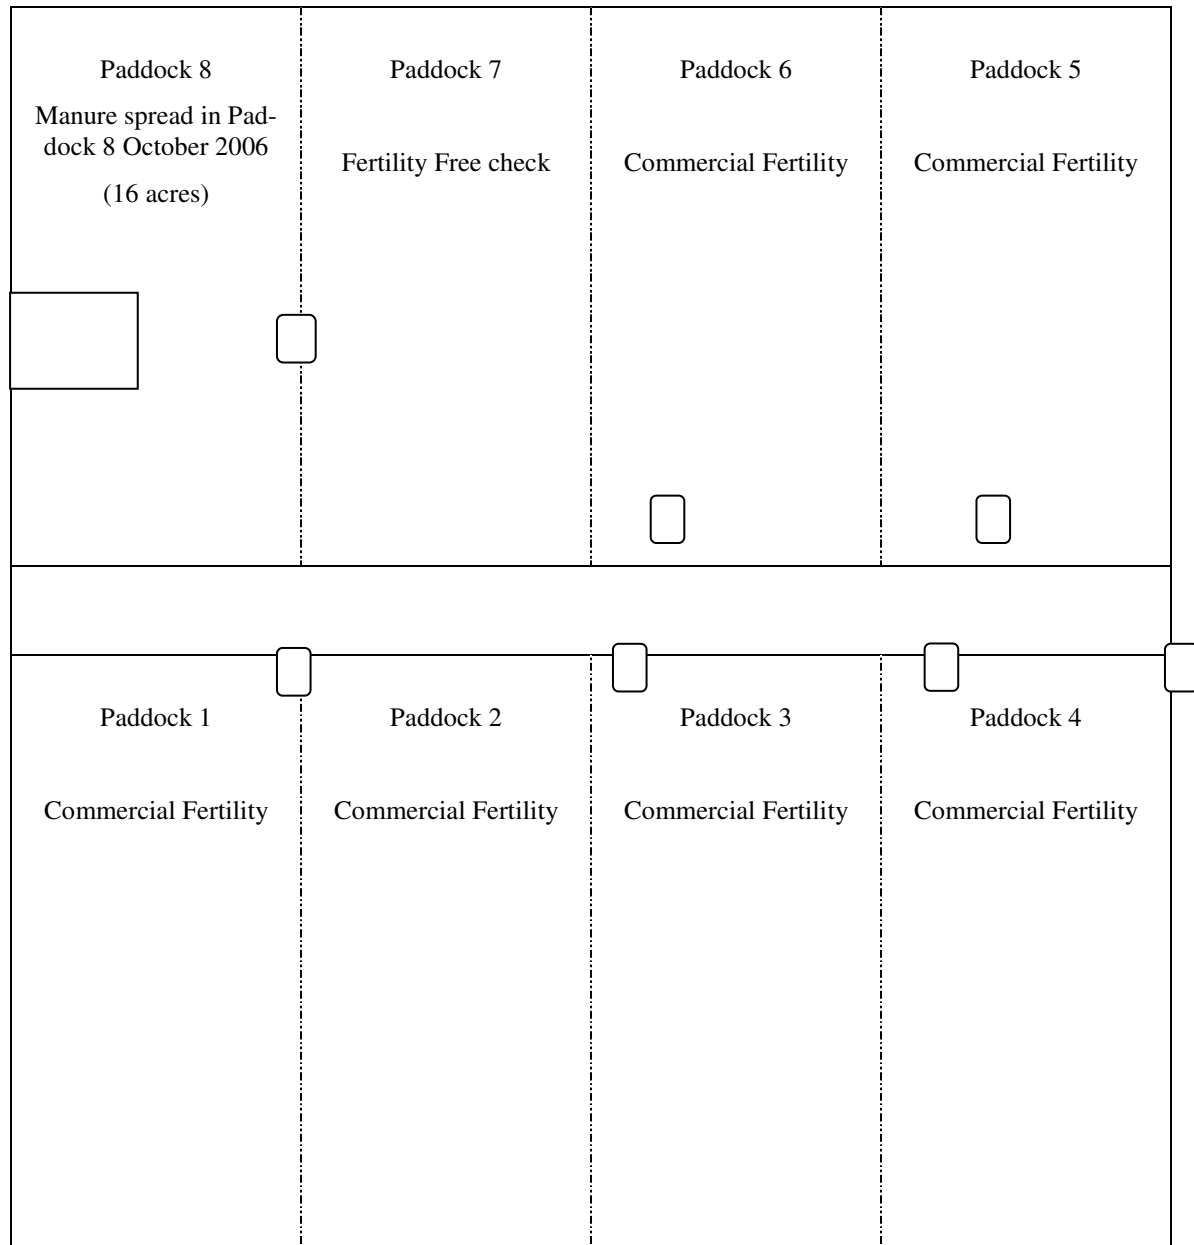 Paddock 8
Manure spread in Pad-
dock 8 October 2006
(16 acres)
Paddock 7
Fertility Free check
Paddock 6
Commercial Fertility
Paddock 5
Commercial Fertility
Paddock 1
Commercial Fertility
Paddock 2
Commercial Fertility
Paddock 3
Commercial Fertility
Paddock 4
Commercial Fertility